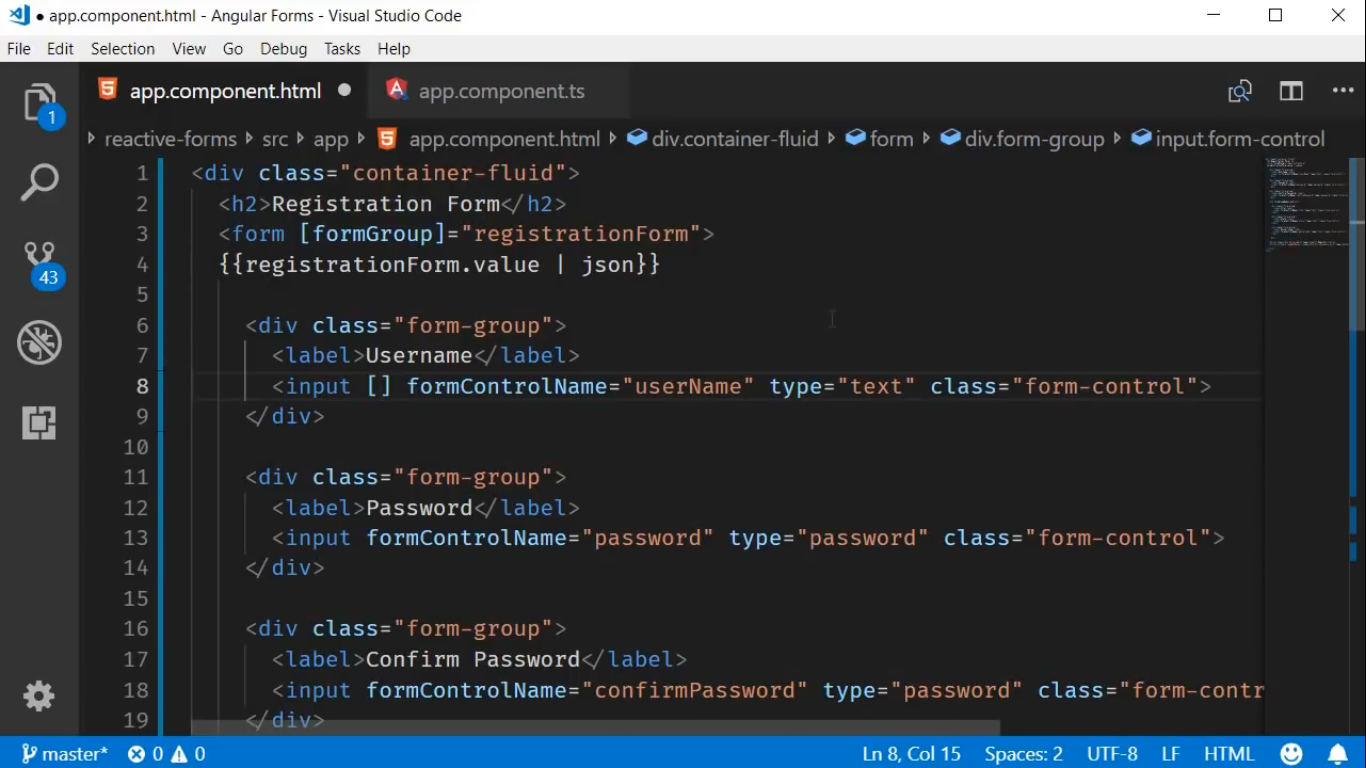 app.component.html - Angular Forms - Visual Studio Code
File Edit Selection View Go Debug Tasks Help
app.component.html app.component.ts
1
reactive-forms src app app.component.html div.container-fluid form div.form-group input.form-control
1 <div class="container-fluid">
2 <h2>Registration Form</h2>
3 <form [formGroup]="registrationForm">
4 {{registrationForm.value | json}}
5
6 <div class="form-group">
7 <label>Username</label>
8 <input [] formControlName="userName" type="text" class="form-control">
9 </div>
10
11 <div class="form-group">
12 <label>Password</label>
13 <input formControlName="password" type="password" class="form-control">
14 </div>
15
16 <div class="form-group">
17 <label>Confirm Password</label>
18 <input formControlName="confirmPassword" type="password" class="form-contr
19 </div>
43
master* 0 0 Ln 8, Col 15 Spaces: 2 UTF-8 LF HTML